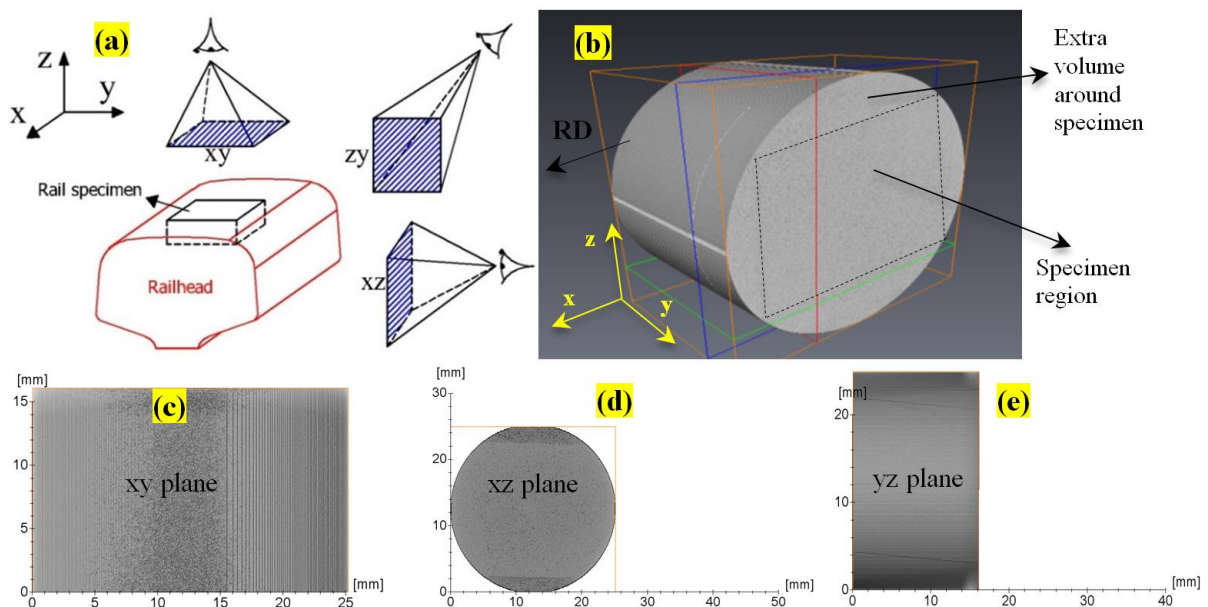 (a)
z
y
x
xy
zy
xz
Rail specimen
Railhead
(b)
RD
z
x
y
Extra
volume
around
specimen
Specimen
region
[mm]
15
10
5
0
(c)
xy plane
0 5 10 15 20 25
[mm]
[mm]
30
20
10
0
(d)
xz plane
0 10 20 30 40 50
[mm]
[mm]
20
10
0
(e)
yz plane
0 10 20 30 40
[mm]